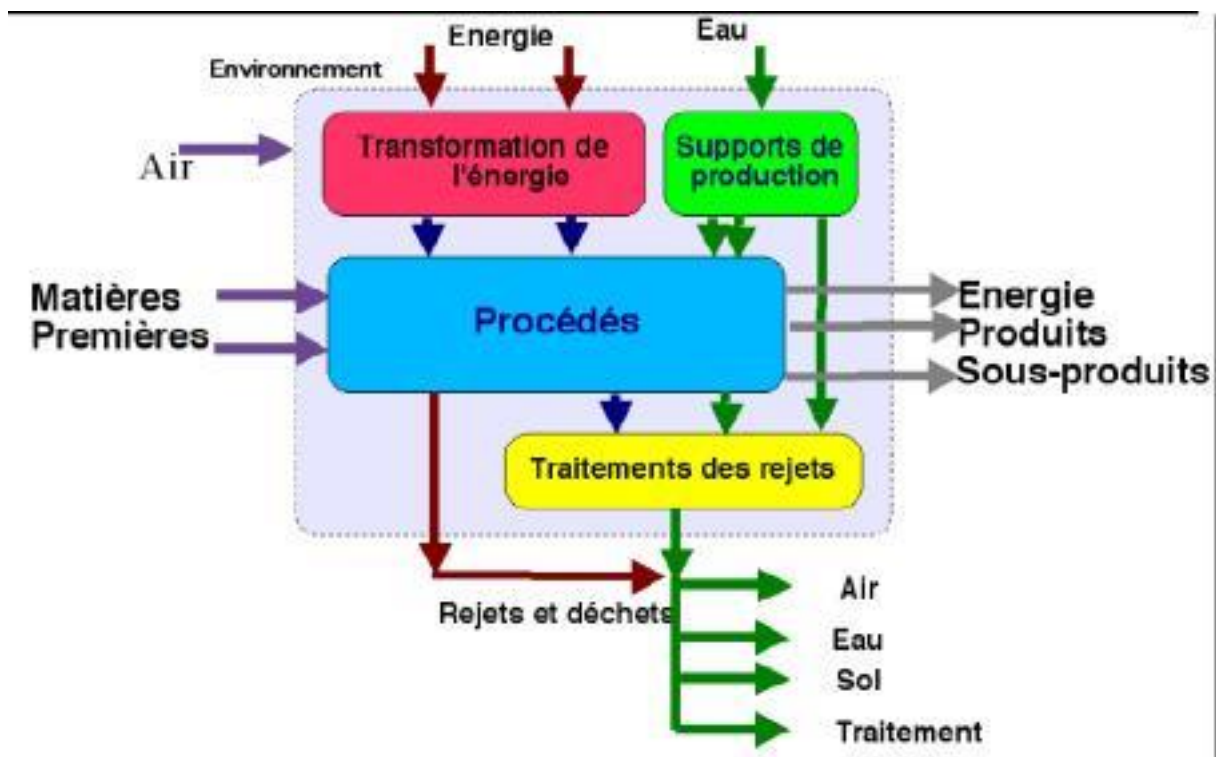 Energie
Eau
Environnement
Air
Transformation de
l'énergie
Supports de
production
Matières
Premières
Procédés
Energie
Produits
Sous-produits
Traitements des rejets
Rejets et déchets
Air
Eau
Sol
Traitement